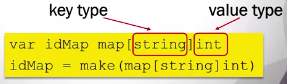 key type value type
var idMap map[string]int
idMap = make(map[string]int)